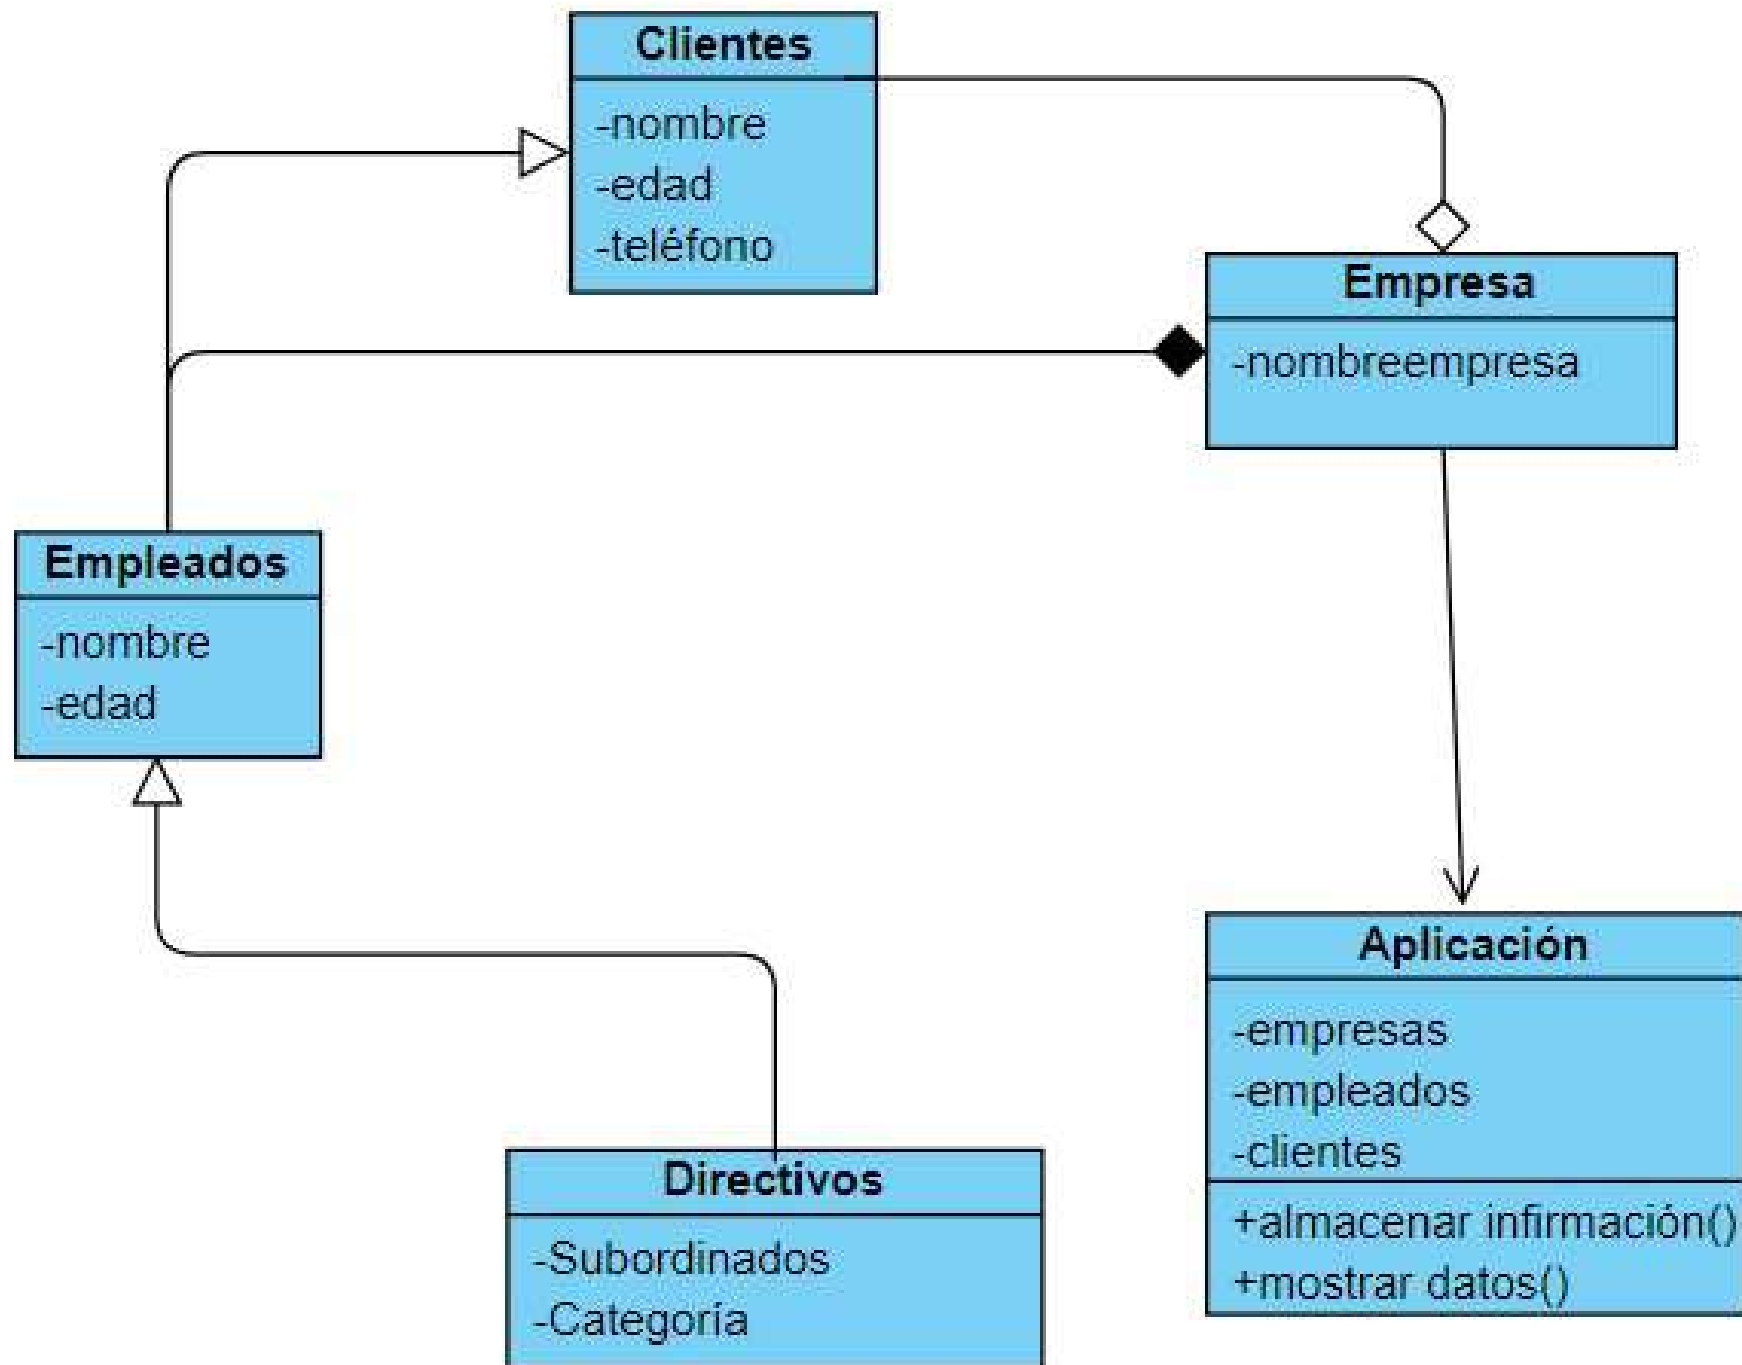 Clientes
-nombre
-edad
-teléfono
Empresa
-nombreempresa
Empleados
-nombre
-edad
Aplicación
-empresas
-empleados
-clientes
+almacenar infirmación()
+mostrar datos()
Directivos
-Subordinados
-Categoría